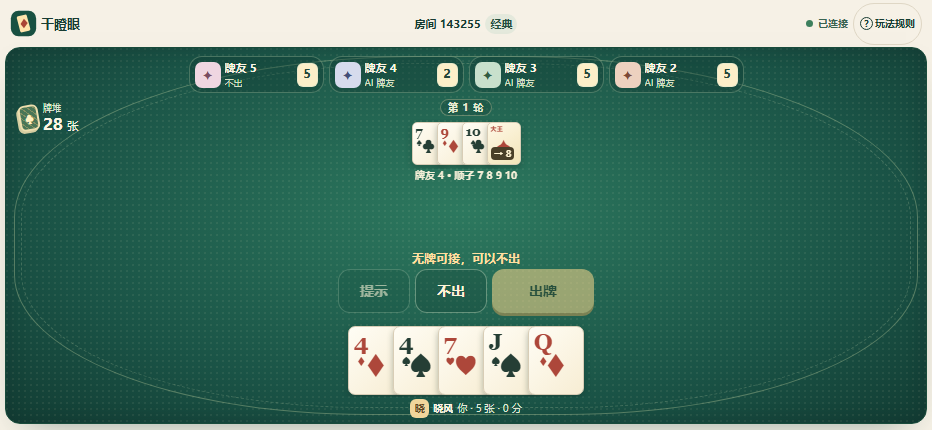 干瞪眼
房间 143255 经典
已连接
? 玩法规则
牌友 5
不出
5
牌友 4
AI 牌友
2
牌友 3
AI 牌友
5
牌友 2
AI 牌友
5
牌堆
28 张
第 1 轮
7 9 10 大王
→ 8
牌友 4 • 顺子 7 8 9 10
无牌可接，可以不出
提示 不出 出牌
4 4 7 J Q
晓 晓风 你 · 5 张 · 0 分